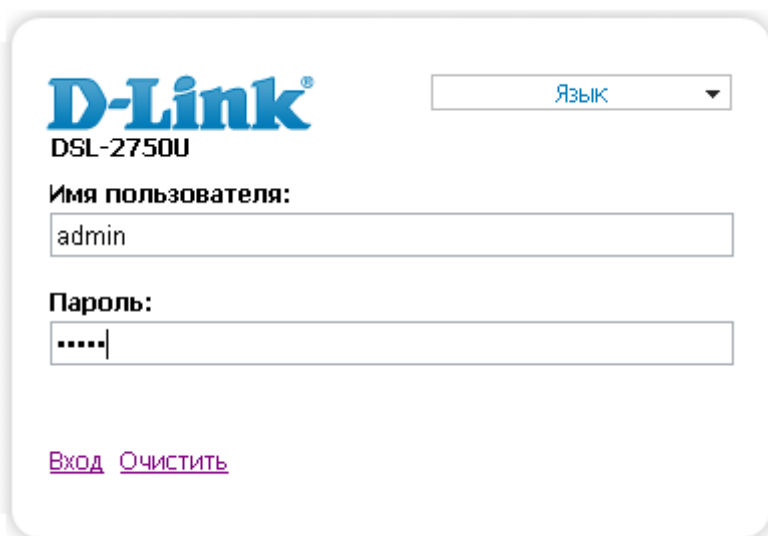 D-Link®
Язык
DSL-2750U
Имя пользователя:
admin
Пароль:
•••••
Вход Очистить